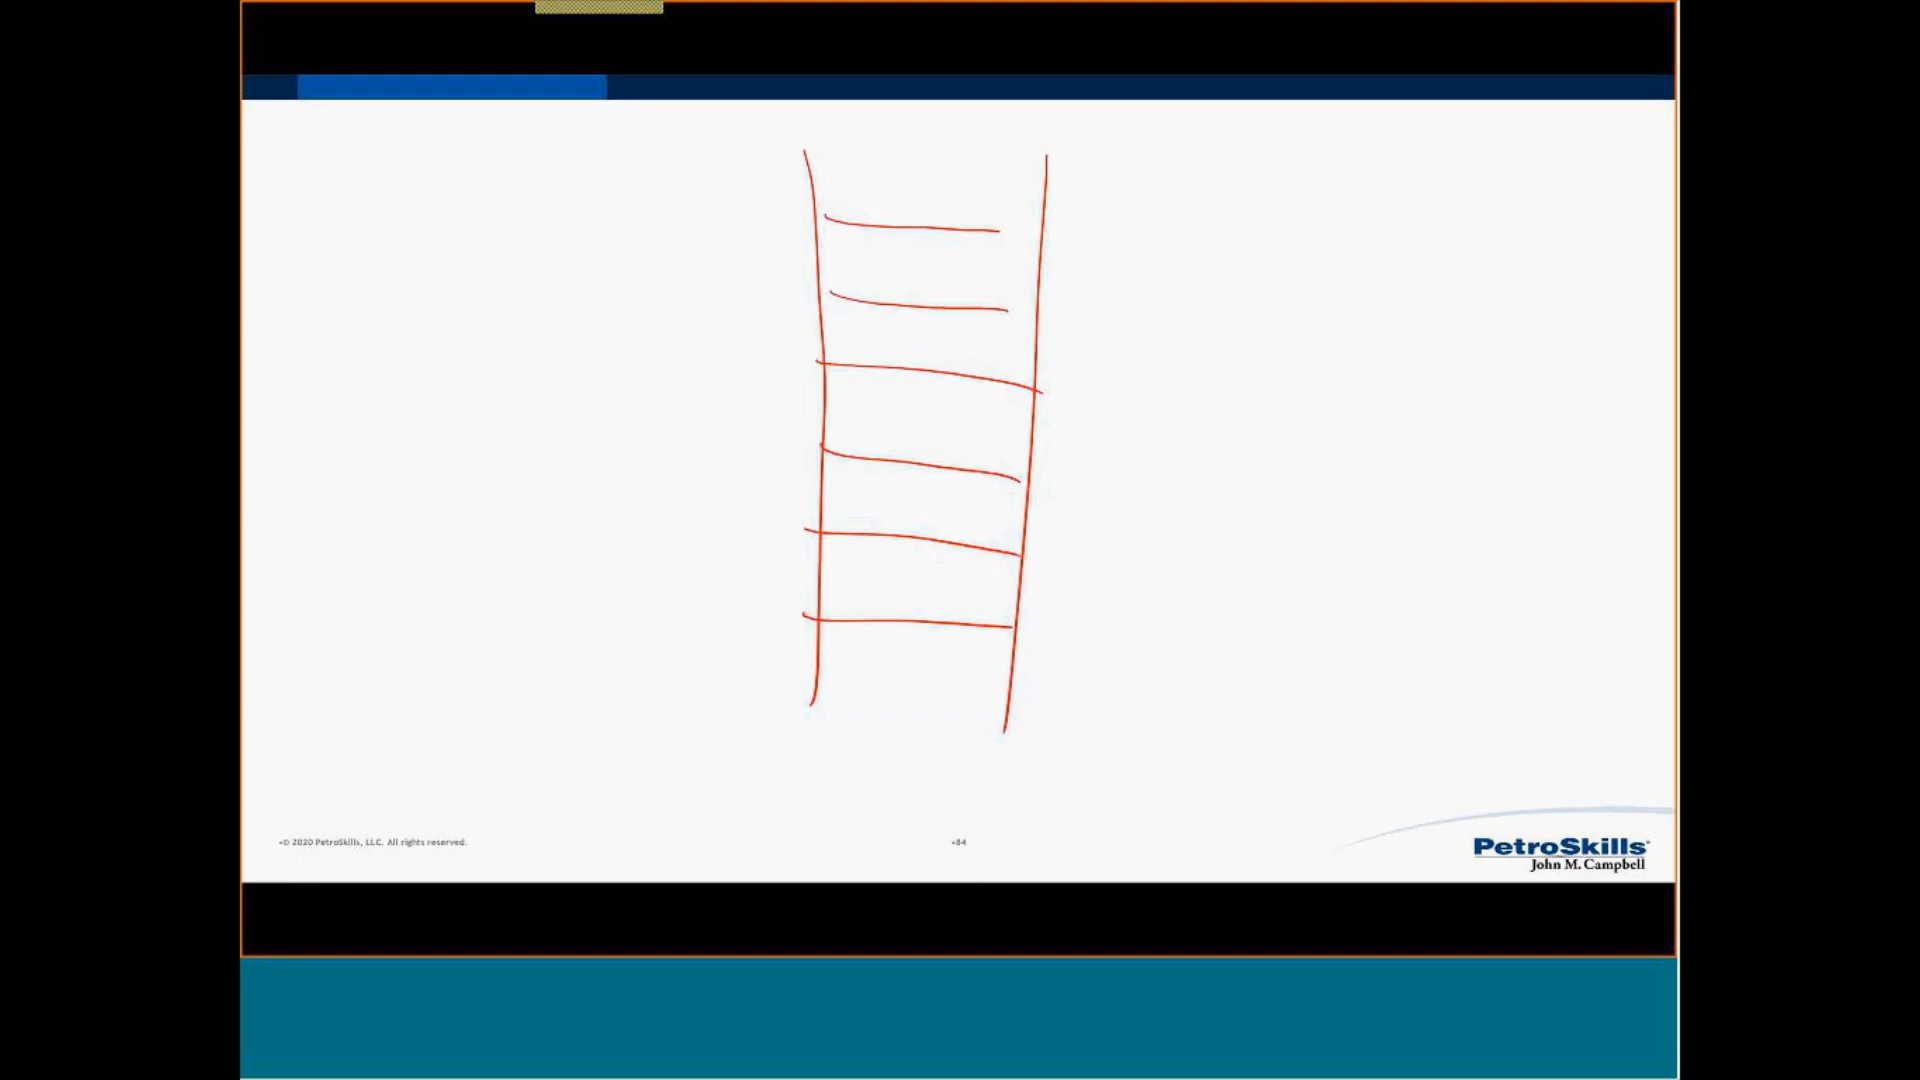 •© 2020 PetroSkills, LLC. All rights reserved.
•84
PetroSkills®
John M. Campbell